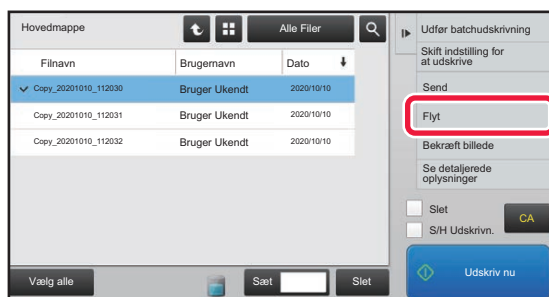 Hovedmappe
Alle Filer
Filnavn Brugernavn Dato
Copy_20201010_112030 Bruger Ukendt 2020/10/10
Copy_20201010_112031 Bruger Ukendt 2020/10/10
Copy_20201010_112032 Bruger Ukendt 2020/10/10
Vælg alle
Sæt
Slet
Udfør batchudskrivning
Skift indstilling for
at udskrive
Send
Flyt
Bekræft billede
Se detaljerede
oplysninger
Slet
S/H Udskrivn.
CA
Udskriv nu